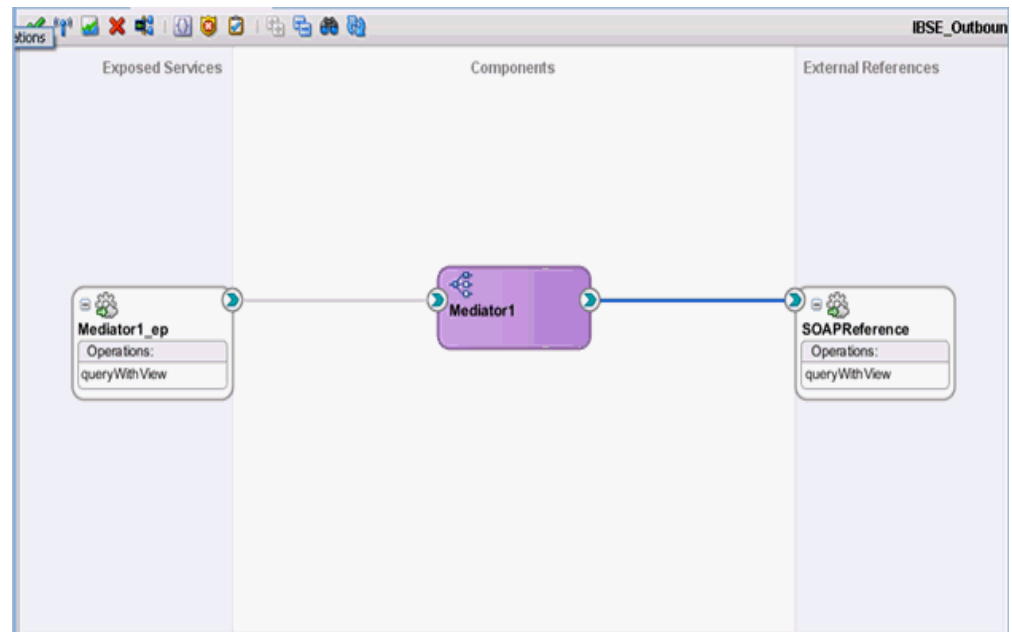 ations
IBSE_Outboun
Exposed Services
Components
External References
Mediator1_ep
Operations:
queryWithView
Mediator1
SOAPReference
Operations:
queryWithView